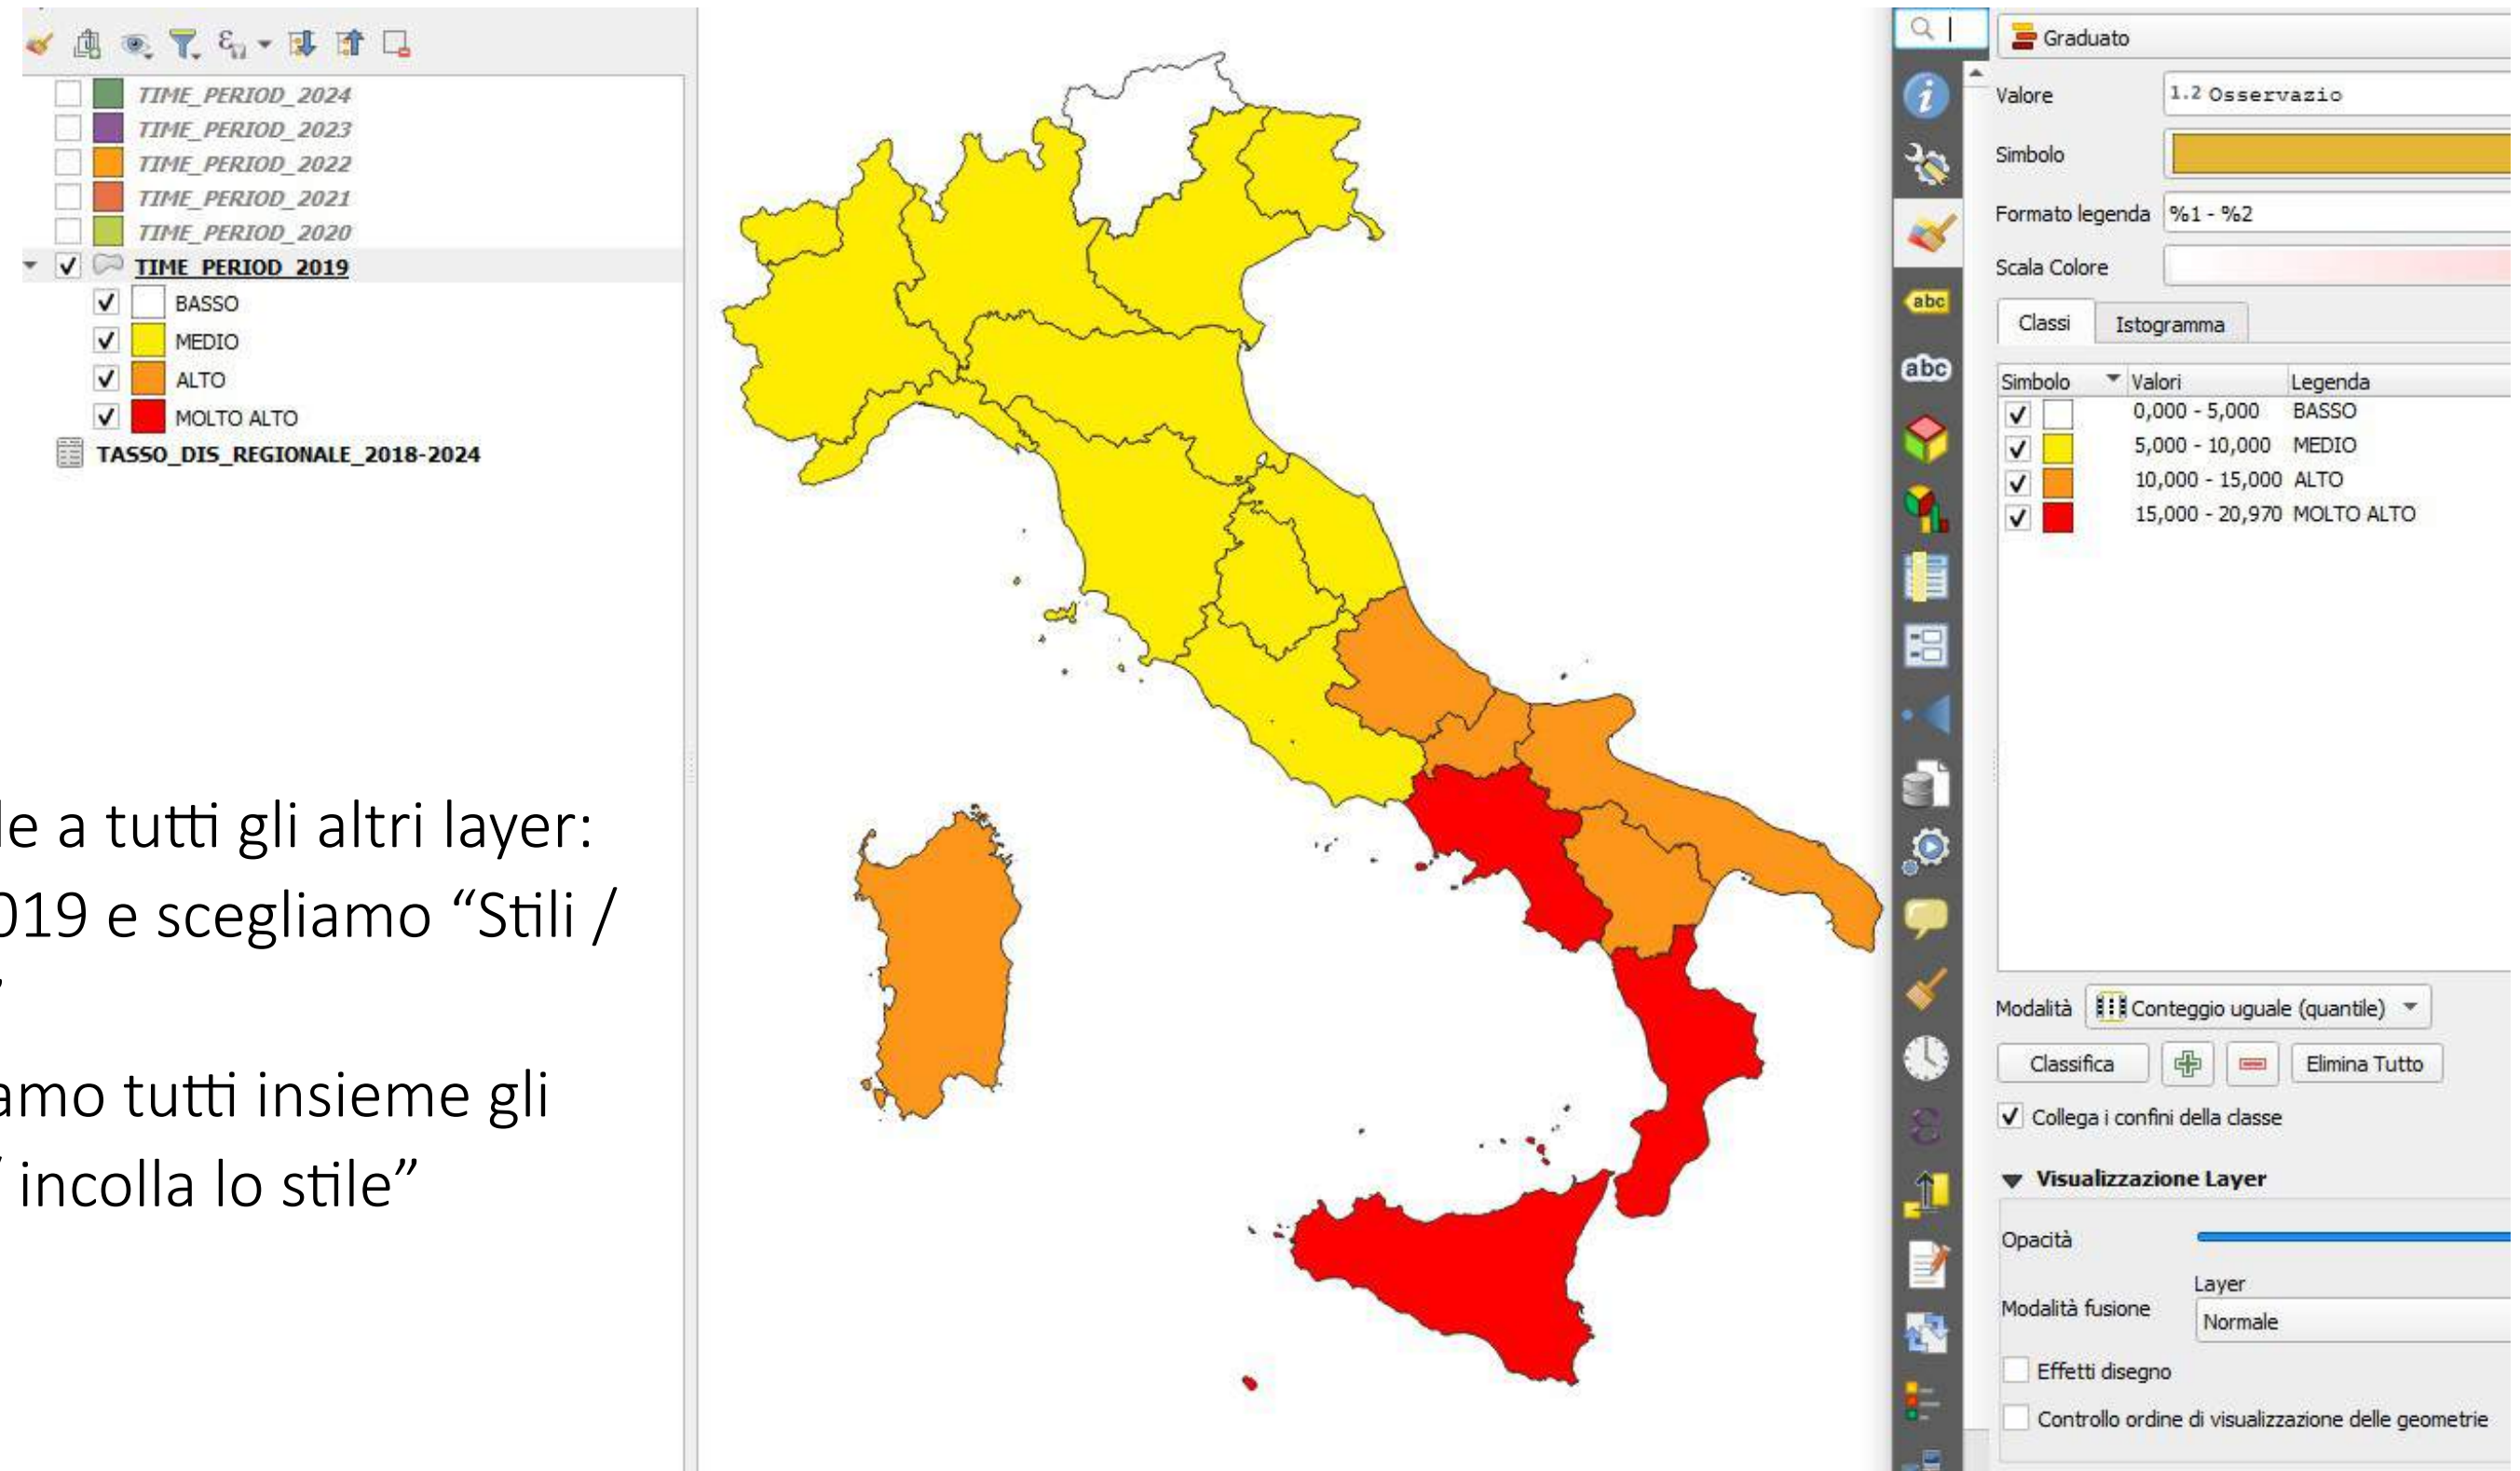 TIME_PERIOD_2024
TIME_PERIOD_2023
TIME_PERIOD_2022
TIME_PERIOD_2021
TIME_PERIOD_2020
TIME_PERIOD_2019
BASSO
MEDIO
ALTO
MOLTO ALTO
TASSO_DIS_REGIONALE_2018-2024
le a tutti gli altri layer:
019 e scegliamo “Stili /
”
amo tutti insieme gli
/ incolla lo stile”
abc
abc
Graduato
Valore 1.2 Osservazio
Simbolo
Formato legenda %1 - %2
Scala Colore
Classi Istogramma
Simbolo Valori Legenda
0,000 - 5,000 BASSO
5,000 - 10,000 MEDIO
10,000 - 15,000 ALTO
15,000 - 20,970 MOLTO ALTO
Modalità Conteggio uguale (quantile)
Classifica Elimina Tutto
Collega i confini della classe
Visualizzazione Layer
Opacità
Layer
Modalità fusione Normale
Effetti disegno
Controllo ordine di visualizzazione delle geometrie